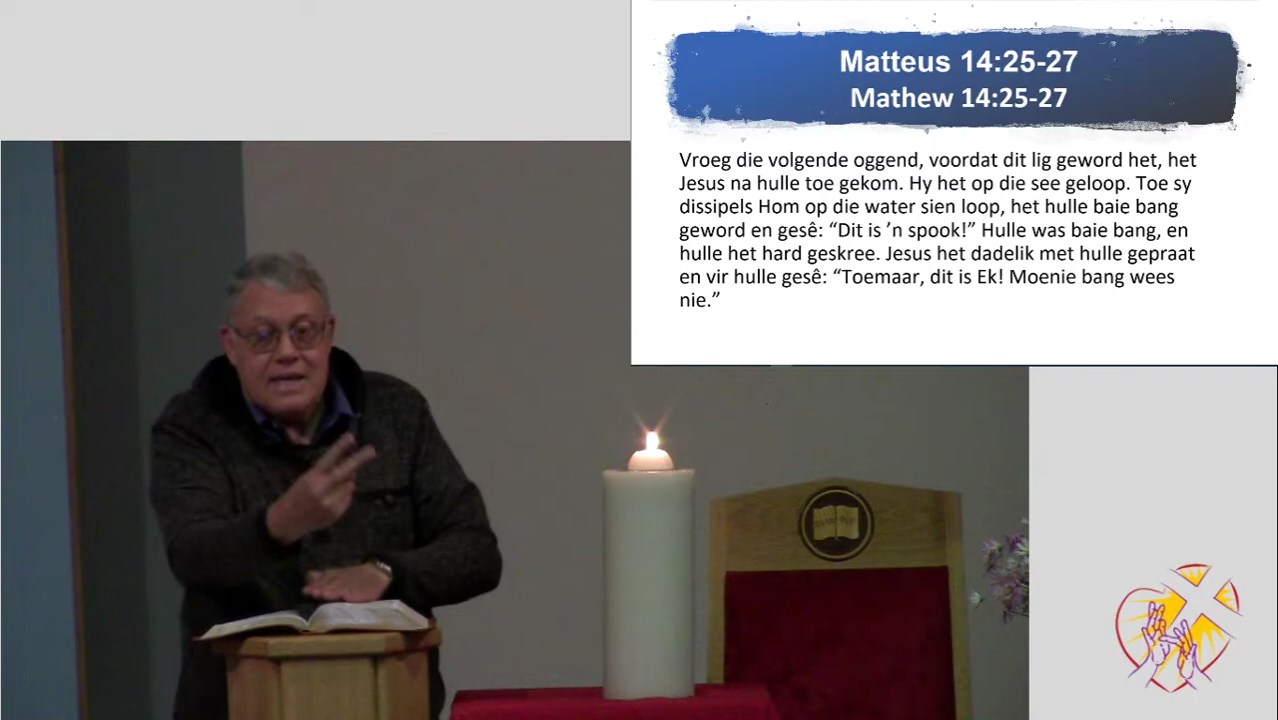 Matteus 14:25-27
Mathew 14:25-27
Vroeg die volgende oggend, voordat dit lig geword het, het
Jesus na hulle toe gekom. Hy het op die see geloop. Toe sy
dissipels Hom op die water sien loop, het hulle baie bang
geword en gesê: “Dit is ’n spook!” Hulle was baie bang, en
hulle het hard geskree. Jesus het dadelik met hulle gepraat
en vir hulle gesê: “Toemaar, dit is Ek! Moenie bang wees
nie.”